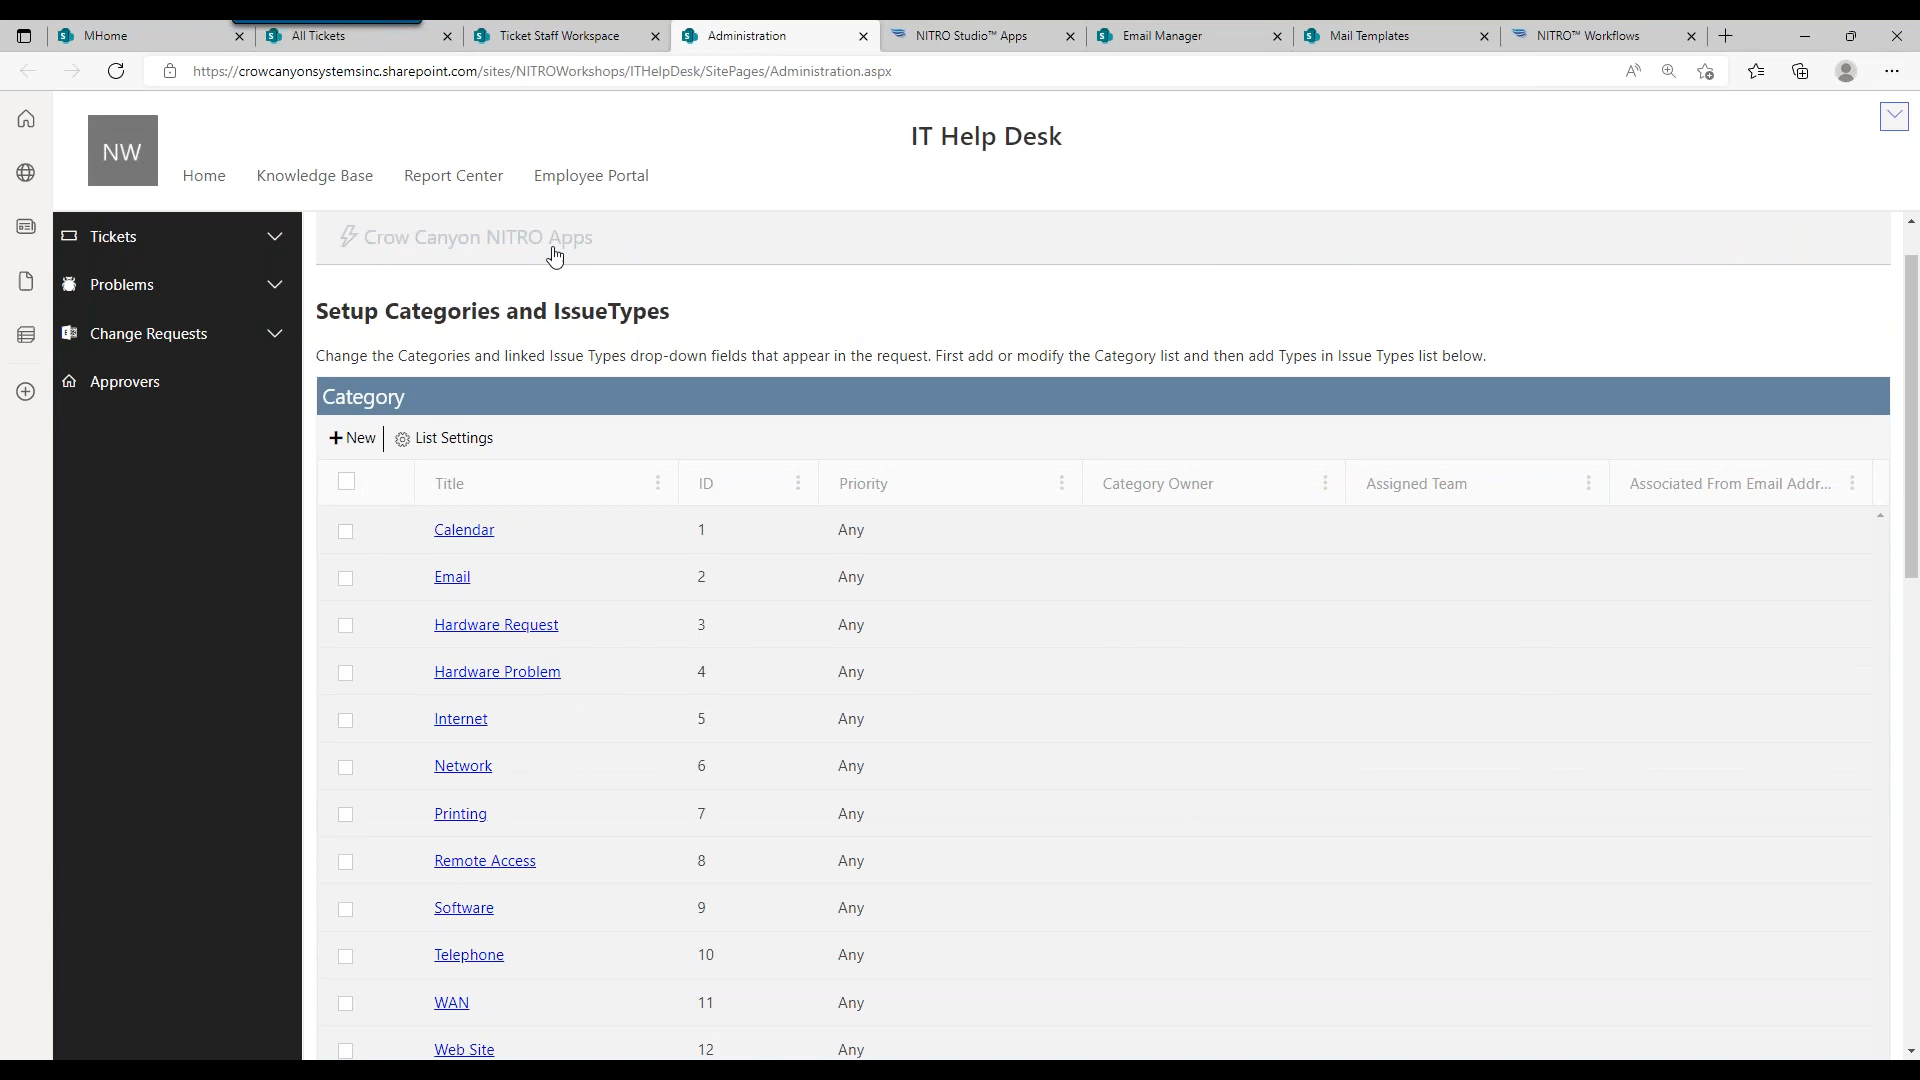 MHome
All Tickets
Ticket Staff Workspace
Administration
NITRO Studio™ Apps
Email Manager
Mail Templates
NITRO™ Workflows
https://crowcanyonsystemsinc.sharepoint.com/sites/NITROWorkshops/ITHelpDesk/SitePages/Administration.aspx
NW
IT Help Desk
Home
Knowledge Base
Report Center
Employee Portal
Tickets
Problems
Change Requests
Approvers
Crow Canyon NITRO Apps
Setup Categories and IssueTypes
Change the Categories and linked Issue Types drop-down fields that appear in the request. First add or modify the Category list and then add Types in Issue Types list below.
Category
New
List Settings
Title ID Priority Category Owner Assigned Team Associated From Email Addr...
Calendar 1 Any
Email 2 Any
Hardware Request 3 Any
Hardware Problem 4 Any
Internet 5 Any
Network 6 Any
Printing 7 Any
Remote Access 8 Any
Software 9 Any
Telephone 10 Any
WAN 11 Any
Web Site 12 Any